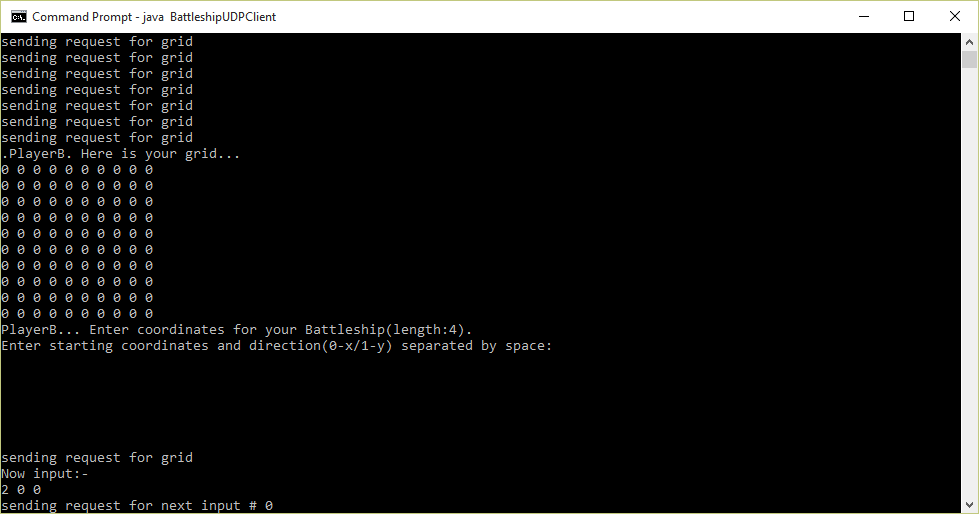 Command Prompt - java BattleshipUDPClient
sending request for grid
sending request for grid
sending request for grid
sending request for grid
sending request for grid
sending request for grid
sending request for grid
.PlayerB. Here is your grid...
0 0 0 0 0 0 0 0 0 0
0 0 0 0 0 0 0 0 0 0
0 0 0 0 0 0 0 0 0 0
0 0 0 0 0 0 0 0 0 0
0 0 0 0 0 0 0 0 0 0
0 0 0 0 0 0 0 0 0 0
0 0 0 0 0 0 0 0 0 0
0 0 0 0 0 0 0 0 0 0
0 0 0 0 0 0 0 0 0 0
0 0 0 0 0 0 0 0 0 0
PlayerB... Enter coordinates for your Battleship(length:4).
Enter starting coordinates and direction(0-x/1-y) separated by space:
sending request for grid
Now input:-
2 0 0
sending request for next input # 0